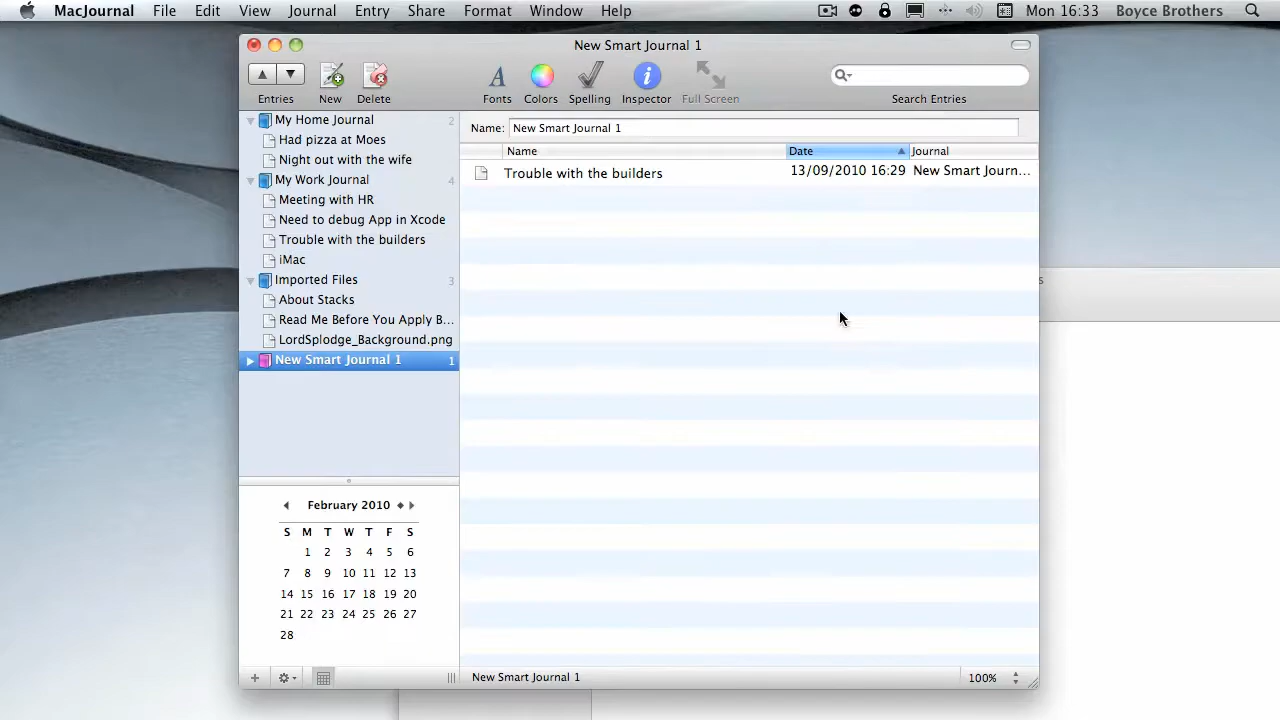 MacJournal File Edit View Journal Entry Share Format Window Help Mon 16:33 Boyce Brothers
New Smart Journal 1
Entries New Delete Fonts Colors Spelling Inspector Full Screen Search Entries
My Home Journal 2
Had pizza at Moes
Night out with the wife
My Work Journal 4
Meeting with HR
Need to debug App in Xcode
Trouble with the builders
iMac
Imported Files 3
About Stacks
Read Me Before You Apply B...
LordSplodge_Background.png
New Smart Journal 1 1
Name: New Smart Journal 1
Name Date Journal
Trouble with the builders 13/09/2010 16:29 New Smart Journ...
February 2010
S M T W T F S
1 2 3 4 5 6
7 8 9 10 11 12 13
14 15 16 17 18 19 20
21 22 23 24 25 26 27
28
New Smart Journal 1 100%